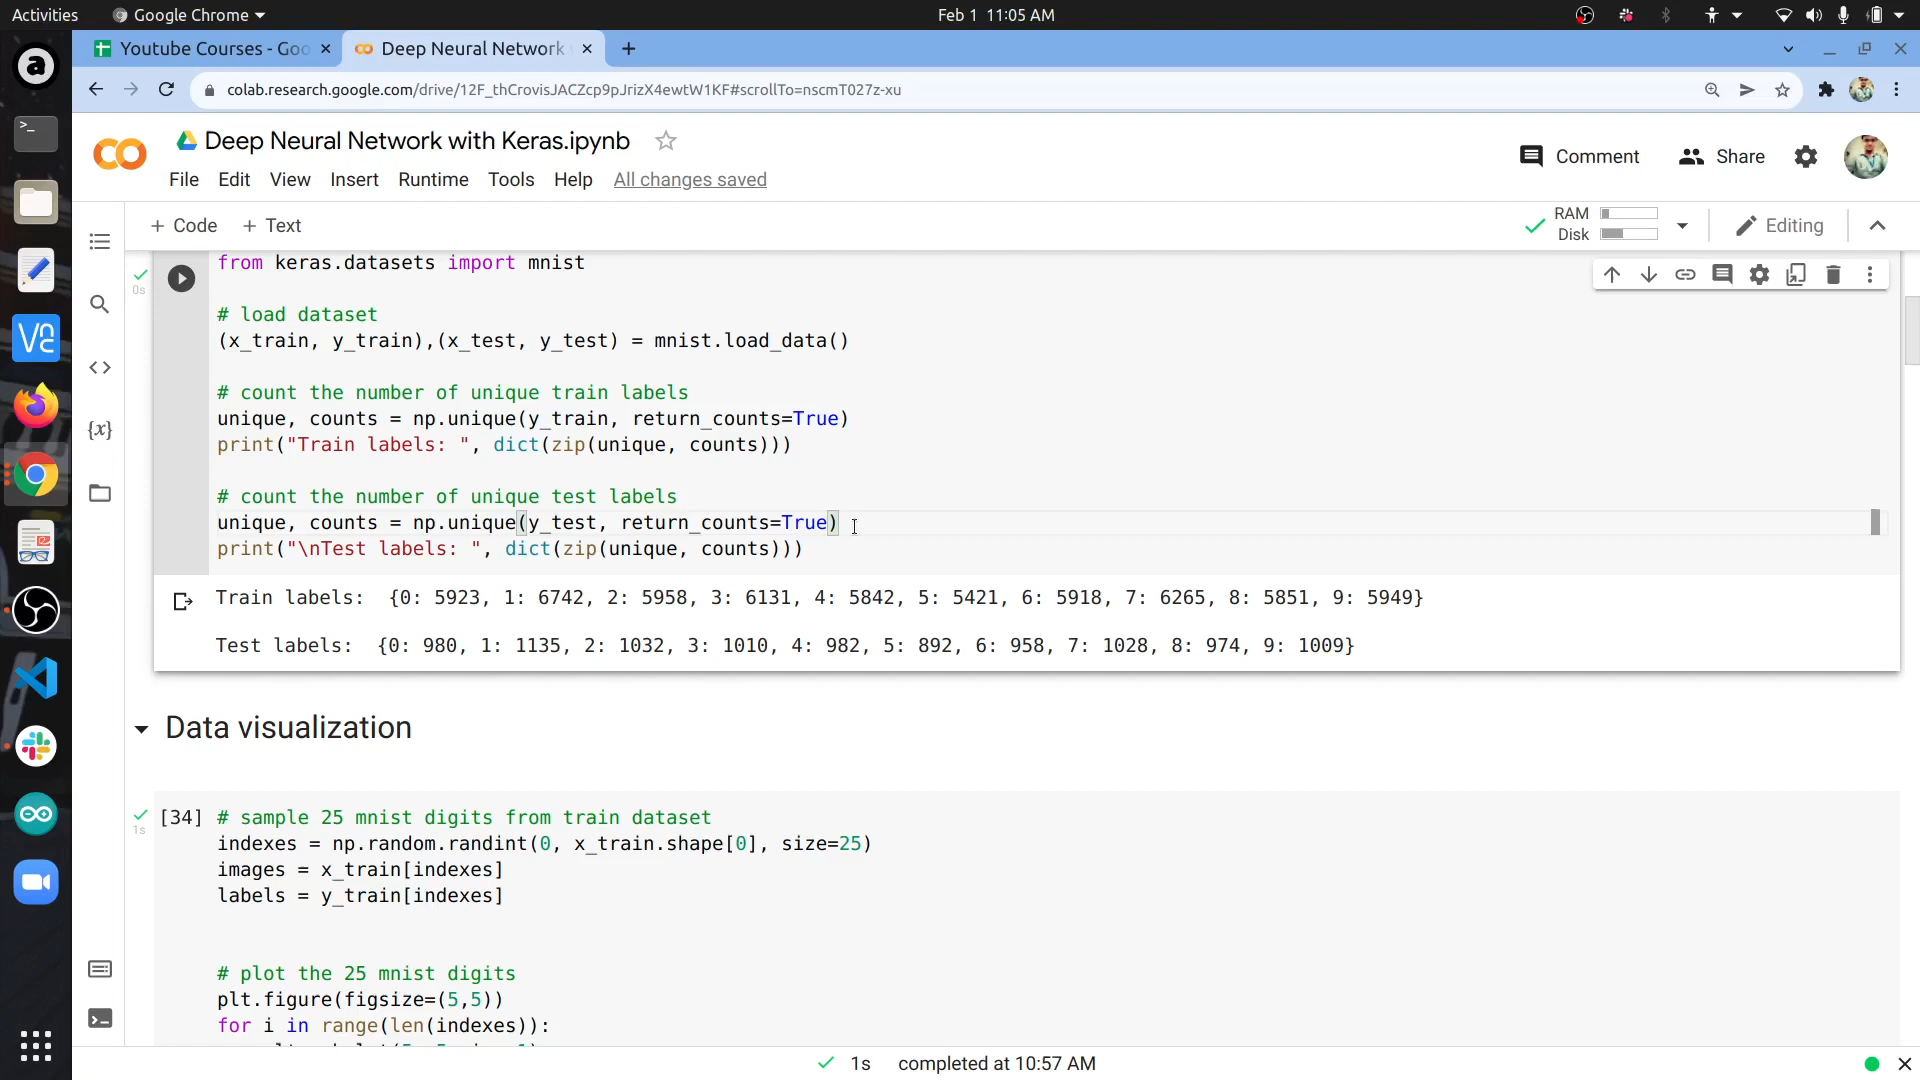 Activities Google Chrome Feb 1 11:05 AM
Youtube Courses - Goo Deep Neural Network
colab.research.google.com/drive/12F_thCrovisJACZcp9pJrizX4ewtW1KF#scrollTo=nscmT027z-xu
Deep Neural Network with Keras.ipynb
Comment Share
File Edit View Insert Runtime Tools Help All changes saved
+ Code + Text RAM Disk Editing
from keras.datasets import mnist
0s
# load dataset
(x_train, y_train),(x_test, y_test) = mnist.load_data()
# count the number of unique train labels
unique, counts = np.unique(y_train, return_counts=True)
print("Train labels: ", dict(zip(unique, counts)))
# count the number of unique test labels
unique, counts = np.unique(y_test, return_counts=True)
print("\nTest labels: ", dict(zip(unique, counts)))
Train labels:  {0: 5923, 1: 6742, 2: 5958, 3: 6131, 4: 5842, 5: 5421, 6: 5918, 7: 6265, 8: 5851, 9: 5949}
Test labels:  {0: 980, 1: 1135, 2: 1032, 3: 1010, 4: 982, 5: 892, 6: 958, 7: 1028, 8: 974, 9: 1009}
Data visualization
[34] # sample 25 mnist digits from train dataset
1s
indexes = np.random.randint(0, x_train.shape[0], size=25)
images = x_train[indexes]
labels = y_train[indexes]
# plot the 25 mnist digits
plt.figure(figsize=(5,5))
for i in range(len(indexes)):
1s completed at 10:57 AM